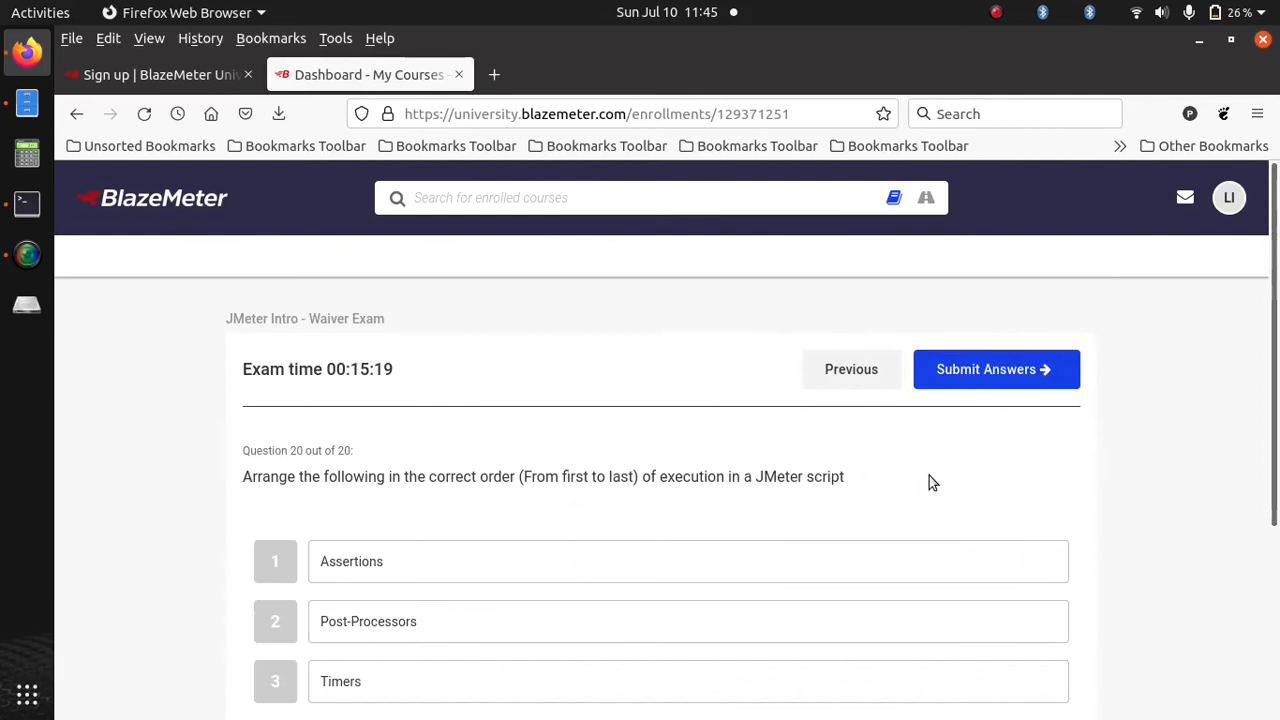 Activities
Firefox Web Browser
Sun Jul 10 11:45
26 %
File Edit View History Bookmarks Tools Help
Sign up | BlazeMeter Univ
Dashboard - My Courses -
https://university.blazemeter.com/enrollments/129371251
Search
P
Unsorted Bookmarks
Bookmarks Toolbar
Bookmarks Toolbar
Bookmarks Toolbar
Bookmarks Toolbar
Bookmarks Toolbar
Other Bookmarks
BlazeMeter
Search for enrolled courses
LI
JMeter Intro - Waiver Exam
Exam time 00:15:19
Previous
Submit Answers
Question 20 out of 20:
Arrange the following in the correct order (From first to last) of execution in a JMeter script
1 Assertions
2 Post-Processors
3 Timers